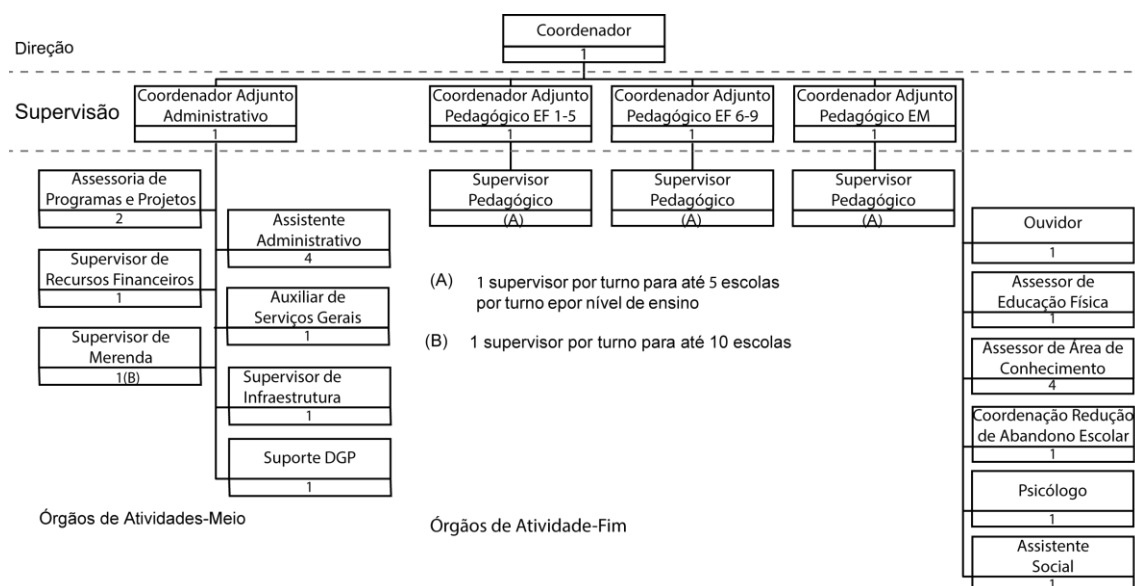 Direção
Coordenador
1
Supervisão
Coordenador Adjunto
Administrativo
1
Coordenador Adjunto
Pedagógico EF 1-5
1
Coordenador Adjunto
Pedagógico EF 6-9
1
Coordenador Adjunto
Pedagógico EM
1
Assessoria de
Programas e Projetos
2
Supervisor de
Recursos Financeiros
1
Supervisor de
Merenda
1(B)
Assistente
Administrativo
4
Auxiliar de
Serviços Gerais
1
Supervisor de
Infraestrutura
1
Suporte DGP
1
Supervisor
Pedagógico
(A)
Supervisor
Pedagógico
(A)
Supervisor
Pedagógico
(A)
(A) 1 supervisor por turno para até 5 escolas
por turno epor nível de ensino
(B) 1 supervisor por turno para até 10 escolas
Ouvidor
1
Assessor de
Educação Física
1
Assessor de Área de
Conhecimento
4
Coordenação Redução
de Abandono Escolar
1
Psicólogo
1
Assistente
Social
1
Órgãos de Atividades-Meio
Órgãos de Atividade-Fim